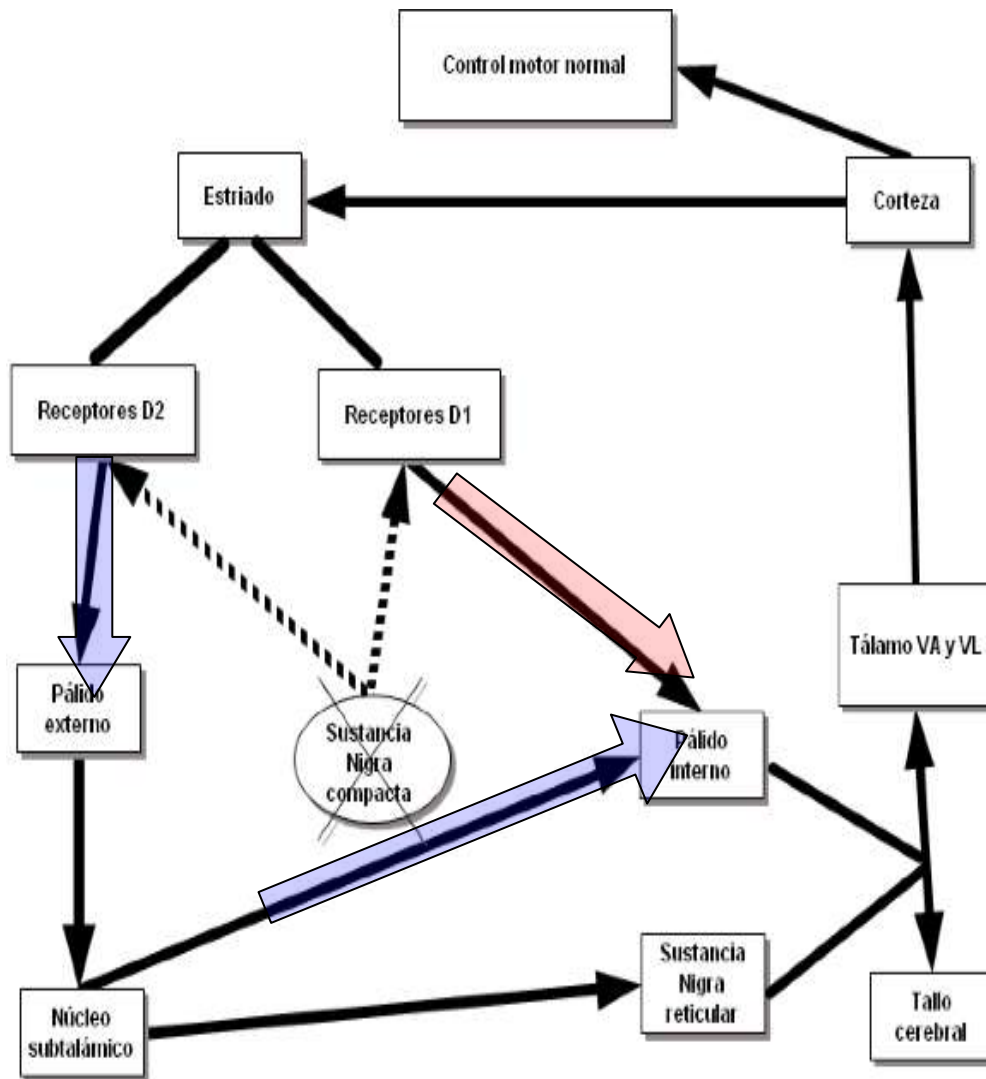 Control motor normal
Estriado
Corteza
Receptores D2
Receptores D1
Tálamo VA y VL
Pálido
externo
Sustancia
Nigra
compacta
Pálido
interno
Sustancia
Nigra
reticular
Núcleo
subtalámico
Tallo
cerebral